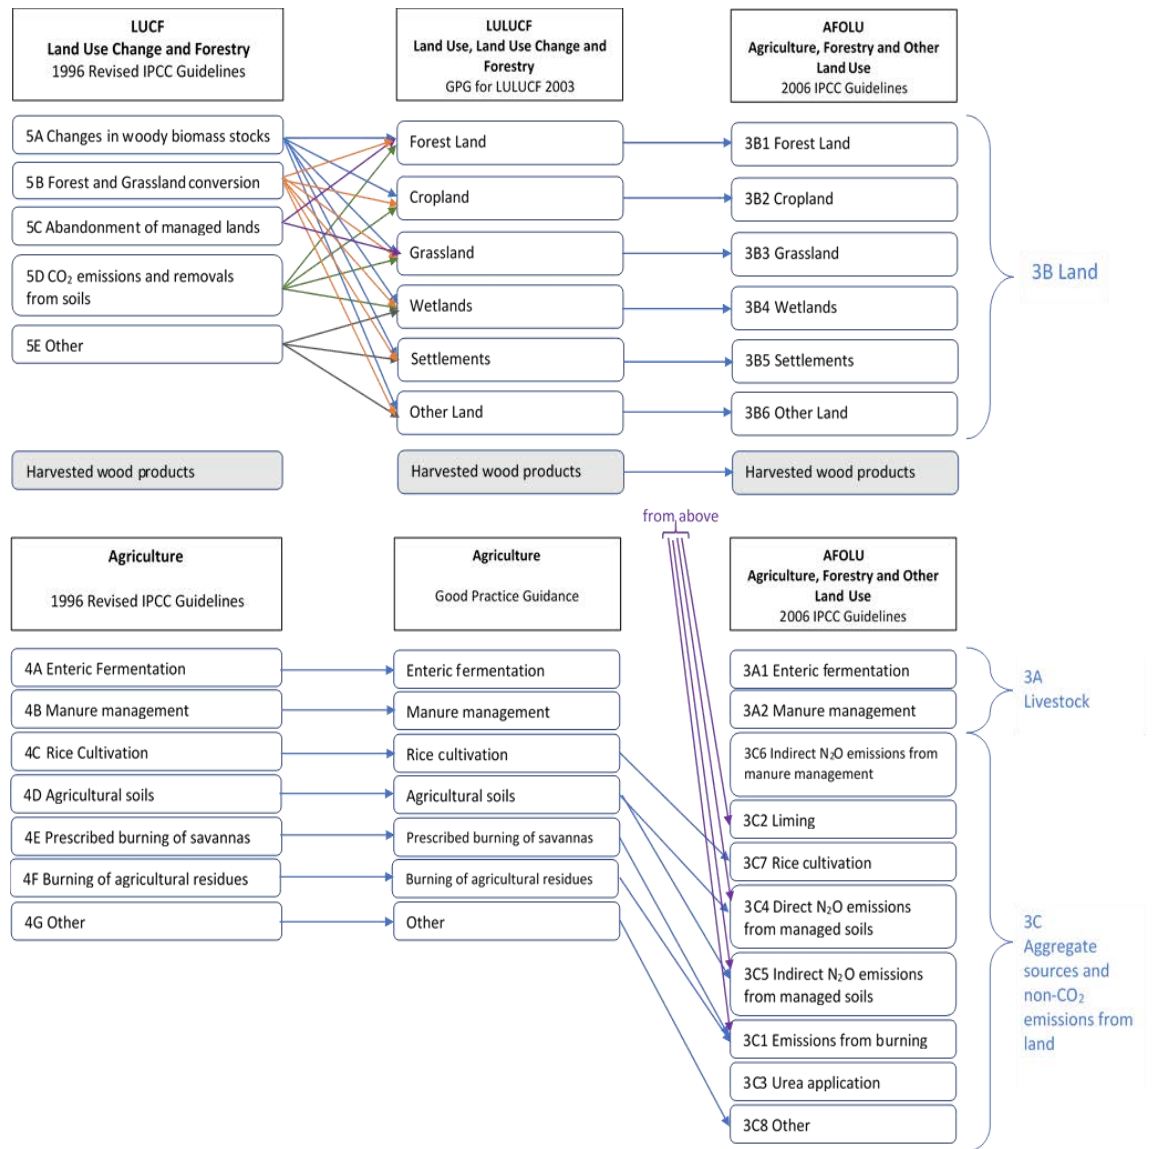 LUCF
Land Use Change and Forestry
1996 Revised IPCC Guidelines
LULUCF
Land Use, Land Use Change and
Forestry
GPG for LULUCF 2003
AFOLU
Agriculture, Forestry and Other
Land Use
2006 IPCC Guidelines
5A Changes in woody biomass stocks
5B Forest and Grassland conversion
5C Abandonment of managed lands
5D CO₂ emissions and removals
from soils
5E Other
Forest Land
Cropland
Grassland
Wetlands
Settlements
Other Land
3B1 Forest Land
3B2 Cropland
3B3 Grassland
3B4 Wetlands
3B5 Settlements
3B6 Other Land
3B Land
Harvested wood products
Harvested wood products
Harvested wood products
from above
Agriculture
1996 Revised IPCC Guidelines
Agriculture
Good Practice Guidance
AFOLU
Agriculture, Forestry and Other
Land Use
2006 IPCC Guidelines
4A Enteric Fermentation
4B Manure management
4C Rice Cultivation
4D Agricultural soils
4E Prescribed burning of savannas
4F Burning of agricultural residues
4G Other
Enteric fermentation
Manure management
Rice cultivation
Agricultural soils
Prescribed burning of savannas
Burning of agricultural residues
Other
3A1 Enteric fermentation
3A2 Manure management
3C6 Indirect N₂O emissions from
manure management
3C2 Liming
3C7 Rice cultivation
3C4 Direct N₂O emissions
from managed soils
3C5 Indirect N₂O emissions
from managed soils
3C1 Emissions from burning
3C3 Urea application
3C8 Other
3A
Livestock
3C
Aggregate
sources and
non-CO₂
emissions from
land